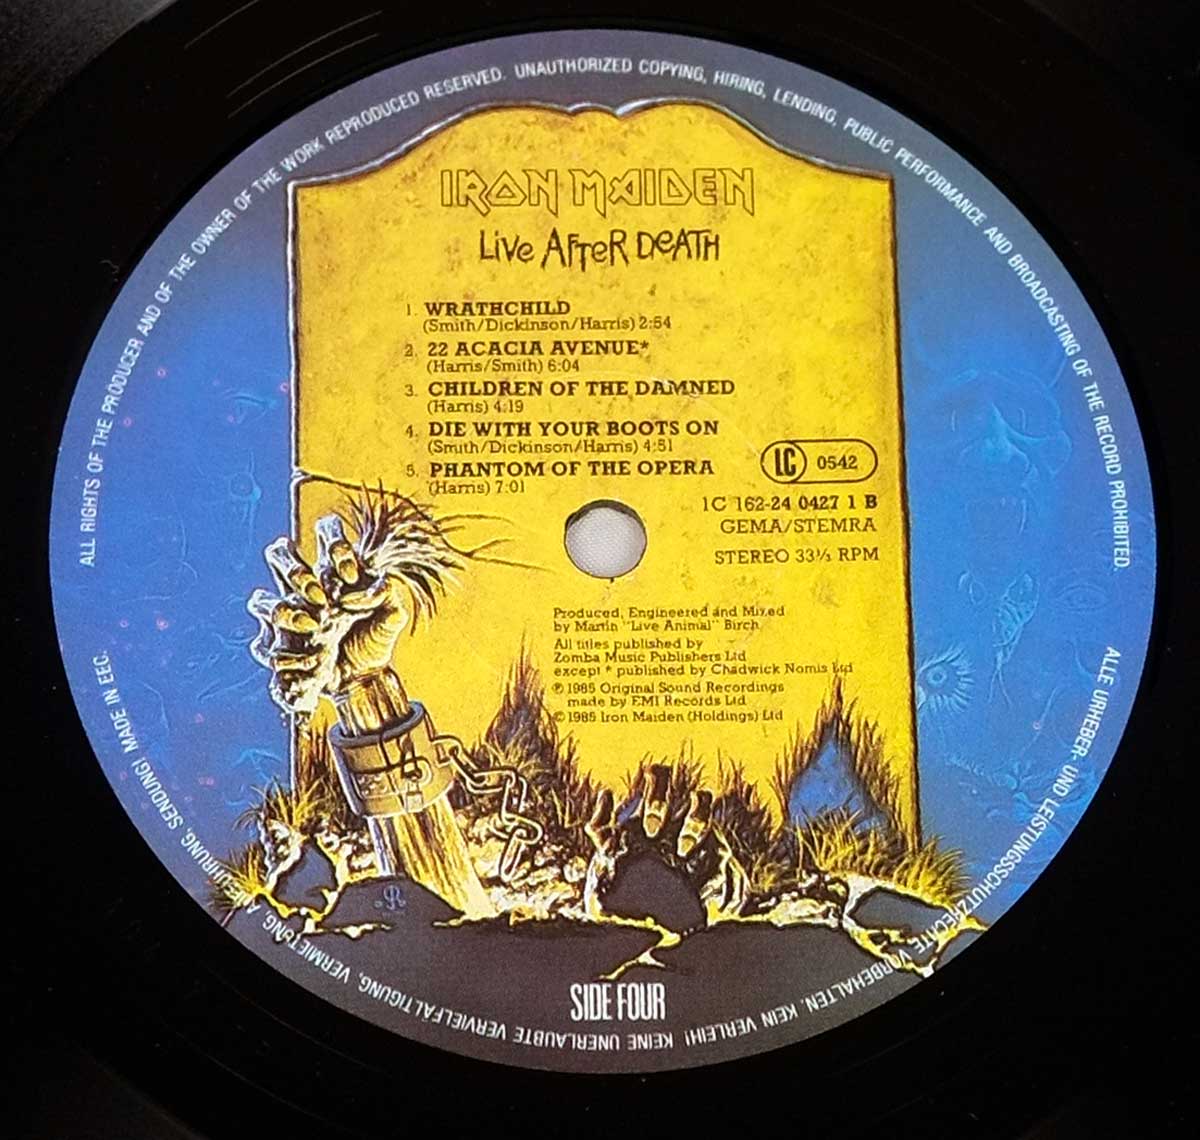 ALL RIGHTS OF THE PRODUCER AND OF THE OWNER OF THE WORK REPRODUCED RESERVED. UNAUTHORIZED COPYING, HIRING, LENDING, PUBLIC PERFORMANCE AND BROADCASTING OF THE RECORD PROHIBITED.
IRON MAIDEN
Live After Death
1. WRATHCHILD
(Smith/Dickinson/Harris) 2:54
2. 22 ACACIA AVENUE*
(Harris/Smith) 6:04
3. CHILDREN OF THE DAMNED
(Harris) 4:19
4. DIE WITH YOUR BOOTS ON
(Smith/Dickinson/Harris) 4:51
5. PHANTOM OF THE OPERA
(Harris) 7:01
LC 0542
1C 162-24 0427 1 B
GEMA/STEMRA
STEREO 33⅓ RPM
Produced, Engineered and Mixed
by Martin "Live Animal" Birch
All titles published by
Zomba Music Publishers Ltd
except * published by Chadwick Nomis Ltd
℗ 1985 Original Sound Recordings
made by EMI Records Ltd
© 1985 Iron Maiden (Holdings) Ltd
SIDE FOUR
ALLE URHEBER- UND LEISTUNGSSCHUTZRECHTE VORBEHALTEN. KEIN VERLEIH! KEINE UNERLAUBTE VERVIELFÄLTIGUNG, VERMIETUNG, AUFFÜHRUNG, SENDUNG! MADE IN EEC.